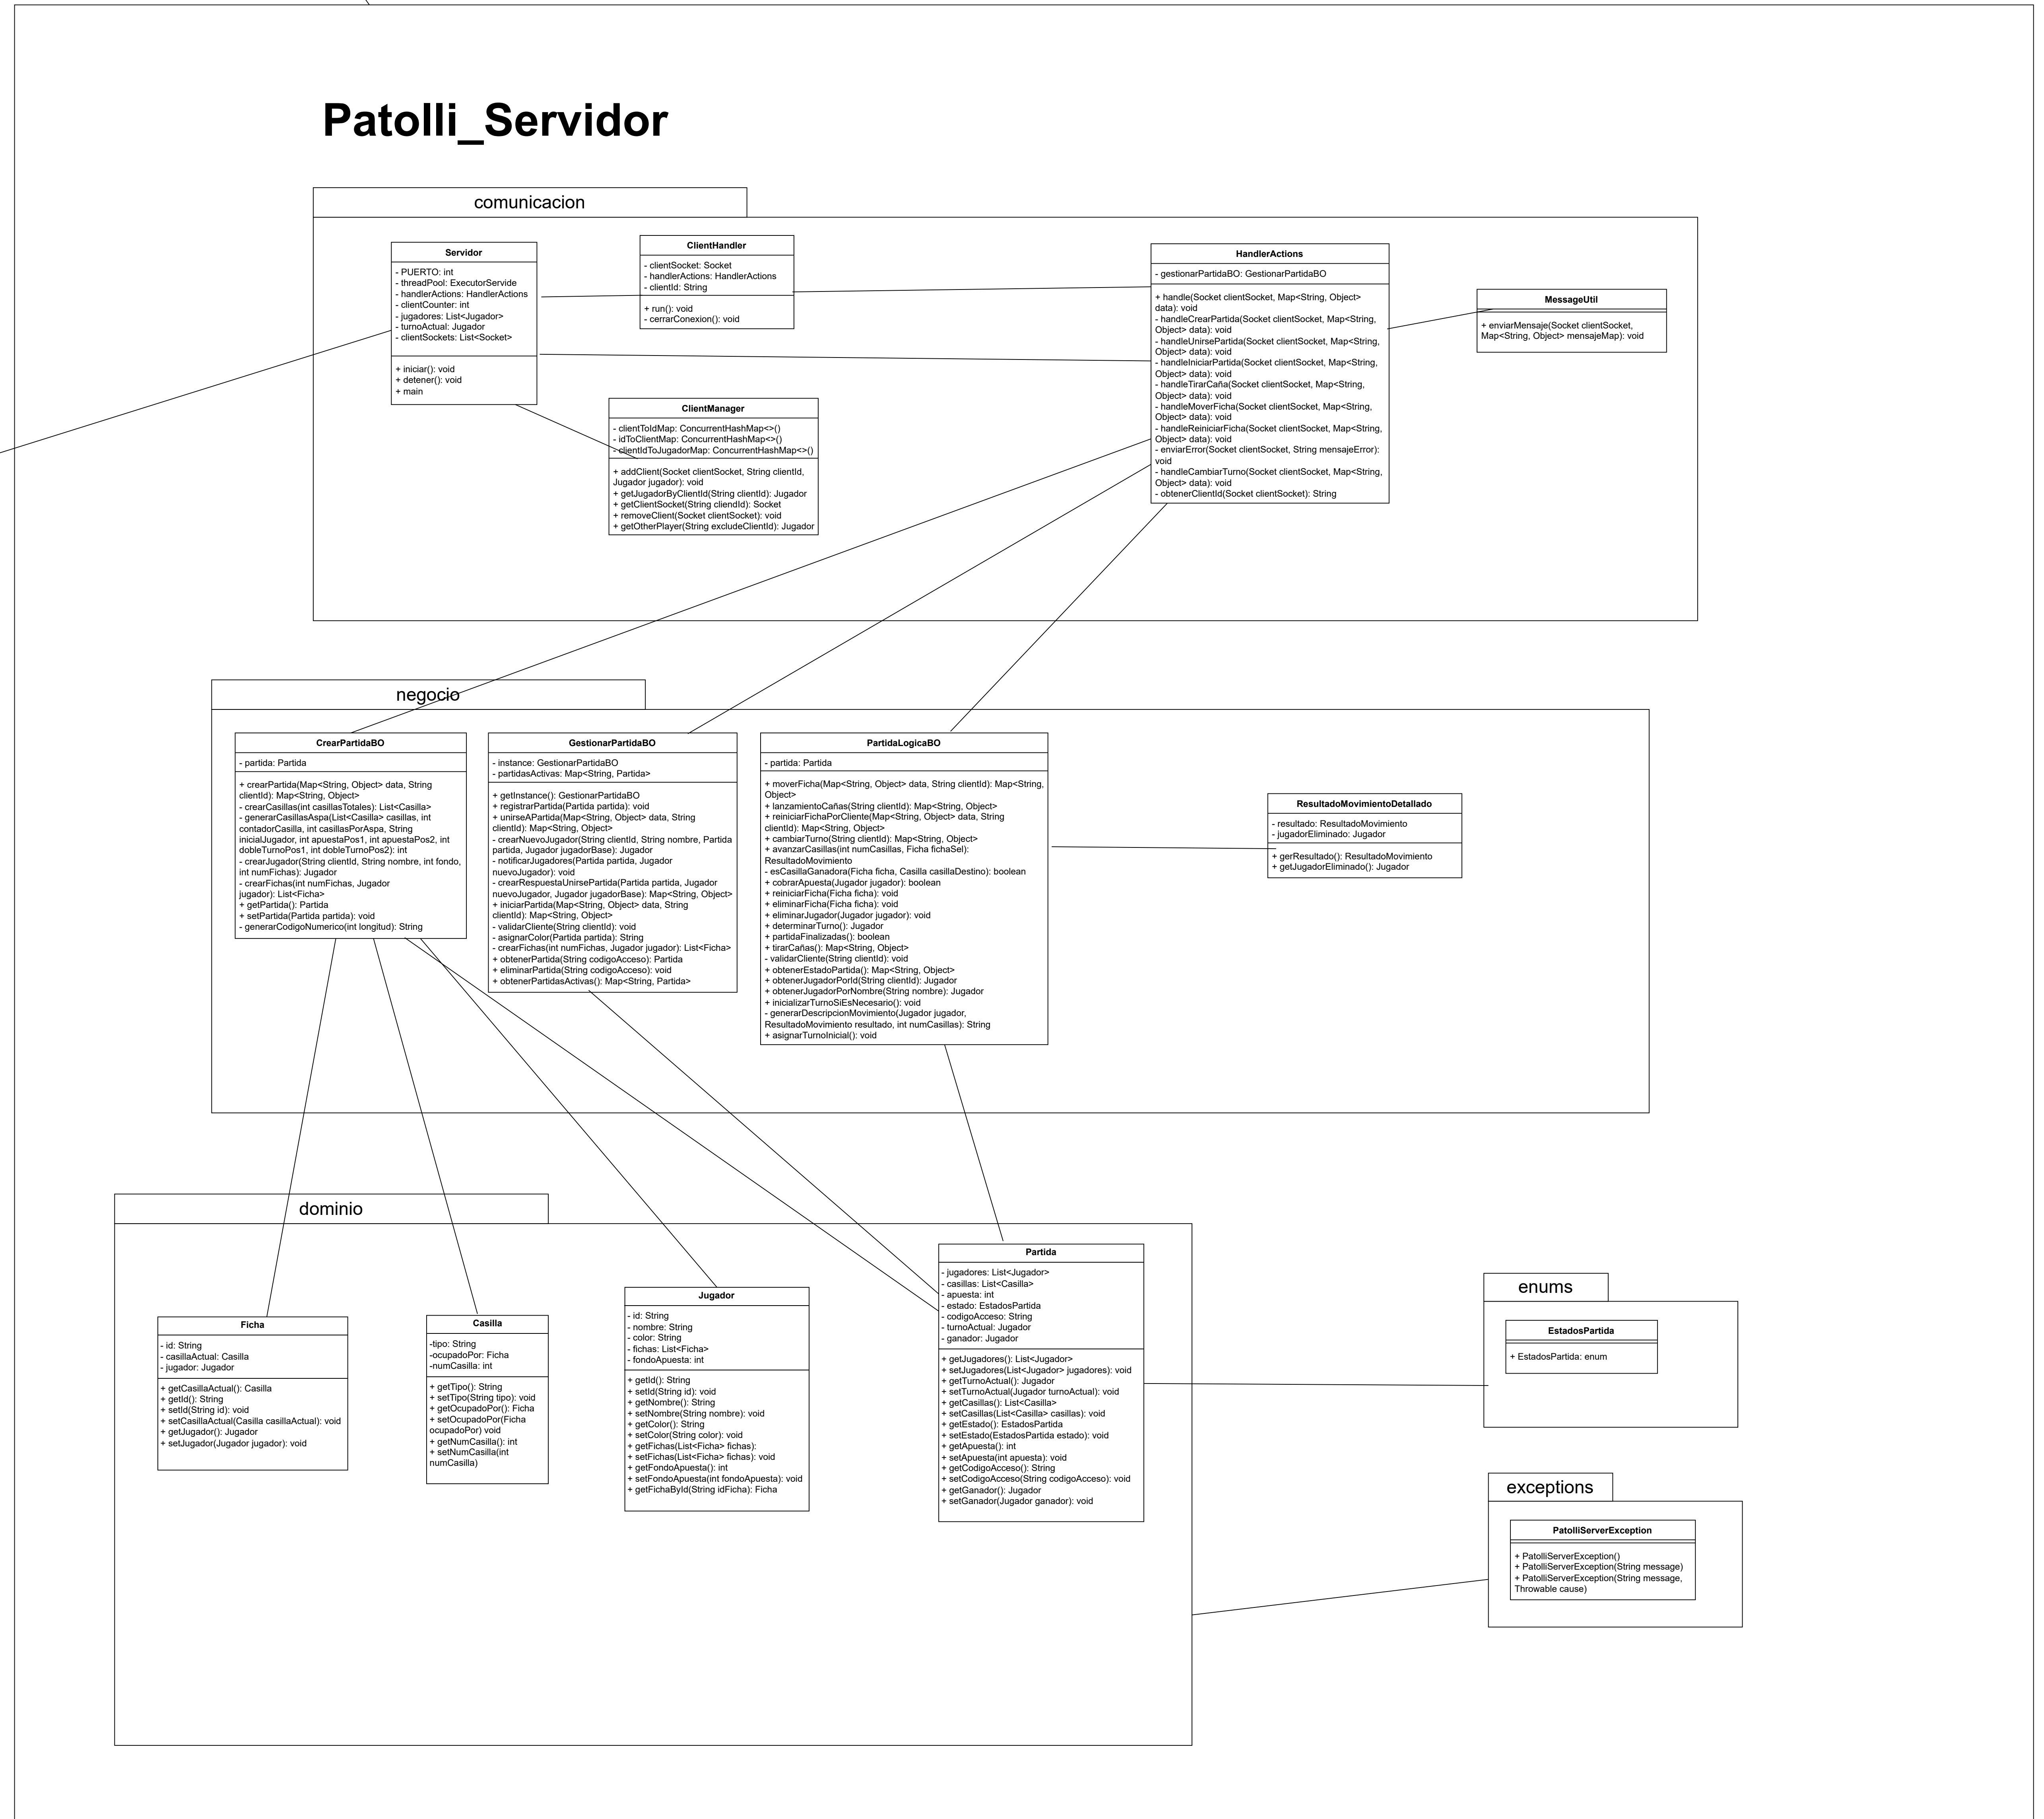 Patolli_Servidor
comunicacion
Servidor
- PUERTO: int
- threadPool: ExecutorServide
- handlerActions: HandlerActions
- clientCounter: int
- jugadores: List<Jugador>
- turnoActual: Jugador
- clientSockets: List<Socket>
+ iniciar(): void
+ detener(): void
+ main
ClientHandler
- clientSocket: Socket
- handlerActions: HandlerActions
- clientId: String
+ run(): void
- cerrarConexion(): void
ClientManager
- clientToIdMap: ConcurrentHashMap<>()
- idToClientMap: ConcurrentHashMap<>()
- clientIdToJugadorMap: ConcurrentHashMap<>()
+ addClient(Socket clientSocket, String clientId,
Jugador jugador): void
+ getJugadorByClientId(String clientId): Jugador
+ getClientSocket(String cliendId): Socket
+ removeClient(Socket clientSocket): void
+ getOtherPlayer(String excludeClientId): Jugador
HandlerActions
- gestionarPartidaBO: GestionarPartidaBO
+ handle(Socket clientSocket, Map<String, Object>
data): void
- handleCrearPartida(Socket clientSocket, Map<String,
Object> data): void
- handleUnirsePartida(Socket clientSocket, Map<String,
Object> data): void
- handleIniciarPartida(Socket clientSocket, Map<String,
Object> data): void
- handleTirarCaña(Socket clientSocket, Map<String,
Object> data): void
- handleMoverFicha(Socket clientSocket, Map<String,
Object> data): void
- handleReiniciarFicha(Socket clientSocket, Map<String,
Object> data): void
- enviarError(Socket clientSocket, String mensajeError):
void
- handleCambiarTurno(Socket clientSocket, Map<String,
Object> data): void
- obtenerClientId(Socket clientSocket): String
MessageUtil
+ enviarMensaje(Socket clientSocket,
Map<String, Object> mensajeMap): void
negocio
CrearPartidaBO
- partida: Partida
+ crearPartida(Map<String, Object> data, String
clientId): Map<String, Object>
- crearCasillas(int casillasTotales): List<Casilla>
- generarCasillasAspa(List<Casilla> casillas, int
contadorCasilla, int casillasPorAspa, String
inicialJugador, int apuestaPos1, int apuestaPos2, int
dobleTurnoPos1, int dobleTurnoPos2): int
- crearJugador(String clientId, String nombre, int fondo,
int numFichas): Jugador
- crearFichas(int numFichas, Jugador
jugador): List<Ficha>
+ getPartida(): Partida
+ setPartida(Partida partida): void
- generarCodigoNumerico(int longitud): String
GestionarPartidaBO
- instance: GestionarPartidaBO
- partidasActivas: Map<String, Partida>
+ getInstance(): GestionarPartidaBO
+ registrarPartida(Partida partida): void
+ unirseAPartida(Map<String, Object> data, String
clientId): Map<String, Object>
- crearNuevoJugador(String clientId, String nombre, Partida
partida, Jugador jugadorBase): Jugador
- notificarJugadores(Partida partida, Jugador
nuevoJugador): void
- crearRespuestaUnirsePartida(Partida partida, Jugador
nuevoJugador, Jugador jugadorBase): Map<String, Object>
+ iniciarPartida(Map<String, Object> data, String
clientId): Map<String, Object>
- validarCliente(String clientId): void
- asignarColor(Partida partida): String
- crearFichas(int numFichas, Jugador jugador): List<Ficha>
+ obtenerPartida(String codigoAcceso): Partida
+ eliminarPartida(String codigoAcceso): void
+ obtenerPartidasActivas(): Map<String, Partida>
PartidaLogicaBO
- partida: Partida
+ moverFicha(Map<String, Object> data, String clientId): Map<String,
Object>
+ lanzamientoCañas(String clientId): Map<String, Object>
+ reiniciarFichaPorCliente(Map<String, Object> data, String
clientId): Map<String, Object>
+ cambiarTurno(String clientId): Map<String, Object>
+ avanzarCasillas(int numCasillas, Ficha fichaSel):
ResultadoMovimiento
- esCasillaGanadora(Ficha ficha, Casilla casillaDestino): boolean
+ cobrarApuesta(Jugador jugador): boolean
+ reiniciarFicha(Ficha ficha): void
+ eliminarFicha(Ficha ficha): void
+ eliminarJugador(Jugador jugador): void
+ determinarTurno(): Jugador
+ partidaFinalizadas(): boolean
+ tirarCañas(): Map<String, Object>
- validarCliente(String clientId): void
+ obtenerEstadoPartida(): Map<String, Object>
+ obtenerJugadorPorId(String clientId): Jugador
+ obtenerJugadorPorNombre(String nombre): Jugador
+ inicializarTurnoSiEsNecesario(): void
- generarDescripcionMovimiento(Jugador jugador,
ResultadoMovimiento resultado, int numCasillas): String
+ asignarTurnoInicial(): void
ResultadoMovimientoDetallado
- resultado: ResultadoMovimiento
- jugadorEliminado: Jugador
+ gerResultado(): ResultadoMovimiento
+ getJugadorEliminado(): Jugador
dominio
Ficha
- id: String
- casillaActual: Casilla
- jugador: Jugador
+ getCasillaActual(): Casilla
+ getId(): String
+ setId(String id): void
+ setCasillaActual(Casilla casillaActual): void
+ getJugador(): Jugador
+ setJugador(Jugador jugador): void
Casilla
-tipo: String
-ocupadoPor: Ficha
-numCasilla: int
+ getTipo(): String
+ setTipo(String tipo): void
+ getOcupadoPor(): Ficha
+ setOcupadoPor(Ficha
ocupadoPor) void
+ getNumCasilla(): int
+ setNumCasilla(int
numCasilla)
Jugador
- id: String
- nombre: String
- color: String
- fichas: List<Ficha>
- fondoApuesta: int
+ getId(): String
+ setId(String id): void
+ getNombre(): String
+ setNombre(String nombre): void
+ getColor(): String
+ setColor(String color): void
+ getFichas(List<Ficha> fichas):
+ setFichas(List<Ficha> fichas): void
+ getFondoApuesta(): int
+ setFondoApuesta(int fondoApuesta): void
+ getFichaById(String idFicha): Ficha
Partida
- jugadores: List<Jugador>
- casillas: List<Casilla>
- apuesta: int
- estado: EstadosPartida
- codigoAcceso: String
- turnoActual: Jugador
- ganador: Jugador
+ getJugadores(): List<Jugador>
+ setJugadores(List<Jugador> jugadores): void
+ getTurnoActual(): Jugador
+ setTurnoActual(Jugador turnoActual): void
+ getCasillas(): List<Casilla>
+ setCasillas(List<Casilla> casillas): void
+ getEstado(): EstadosPartida
+ setEstado(EstadosPartida estado): void
+ getApuesta(): int
+ setApuesta(int apuesta): void
+ getCodigoAcceso(): String
+ setCodigoAcceso(String codigoAcceso): void
+ getGanador(): Jugador
+ setGanador(Jugador ganador): void
enums
EstadosPartida
+ EstadosPartida: enum
exceptions
PatolliServerException
+ PatolliServerException()
+ PatolliServerException(String message)
+ PatolliServerException(String message,
Throwable cause)